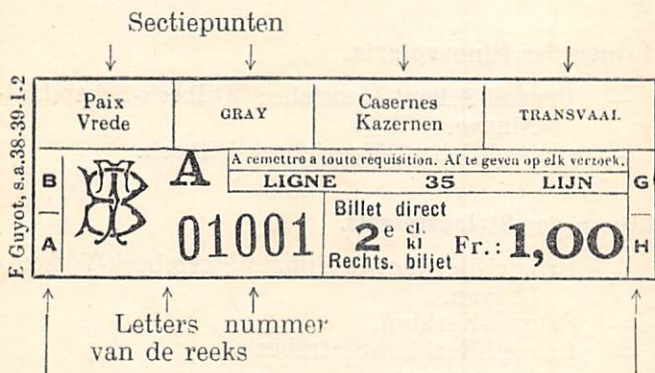 Sectiepunten
Paix
Vrede
GRAY
Casernes
Kazernen
TRANSVAAL
E Guyot, s.a. 38-39-1-2
B
A
A
A remettre a toute requisition. Af te geven op elk verzoek.
LIGNE 35 LIJN
G
H
01001
Billet direct
2e cl.
kl
Rechts. biljet
Fr.: 1,00
Letters nummer
van de reeks